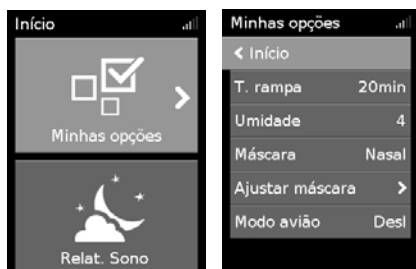 Início
Minhas opções
Relat. Sono
Minhas opções
< Início
T. rampa 20min
Umidade 4
Máscara Nasal
Ajustar máscara >
Modo avião Desl